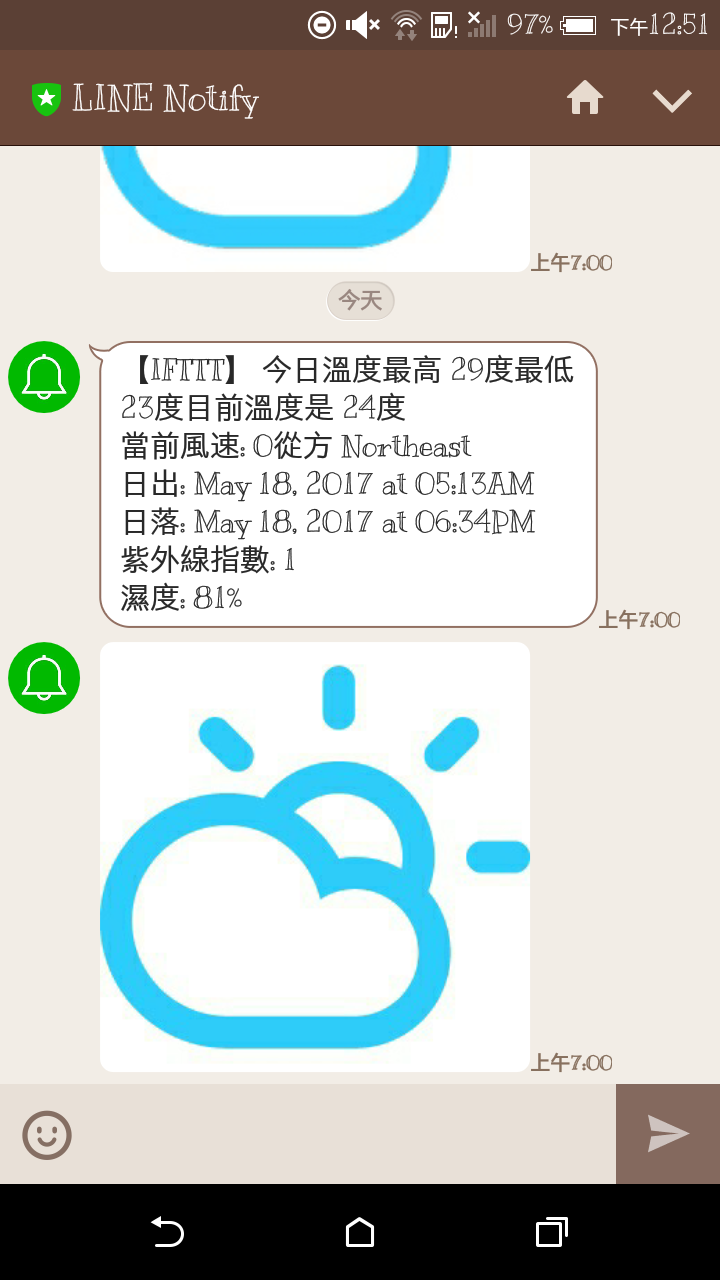 97% 下午12:51
LINE Notify
上午7:00
今天
【IFTTT】 今日溫度最高 29度最低
23度目前溫度是 24度
當前風速: 0從方 Northeast
日出: May 18, 2017 at 05:13AM
日落: May 18, 2017 at 06:34PM
紫外線指數: 1
濕度: 81%
上午7:00
上午7:00